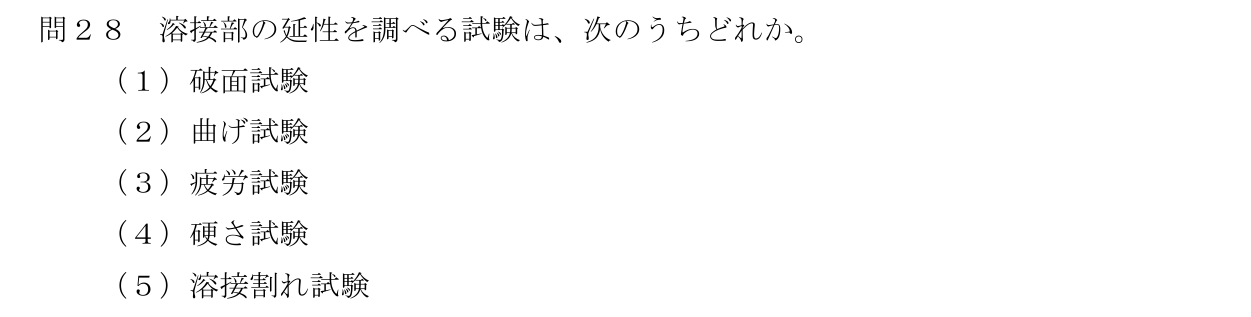 問２８　溶接部の延性を調べる試験は、次のうちどれか。
（１）破面試験
（２）曲げ試験
（３）疲労試験
（４）硬さ試験
（５）溶接割れ試験